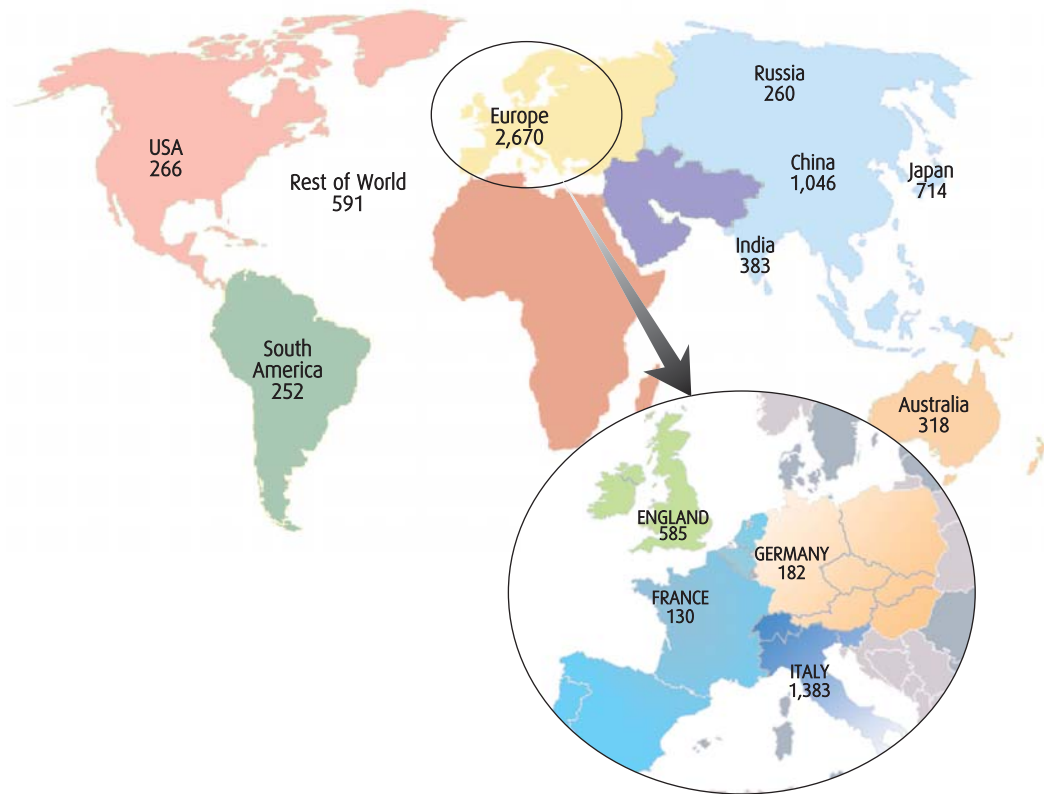 USA
266
Rest of World
591
Europe
2,670
Russia
260
China
1,046
Japan
714
India
383
South
America
252
Australia
318
ENGLAND
585
GERMANY
182
FRANCE
130
ITALY
1,383